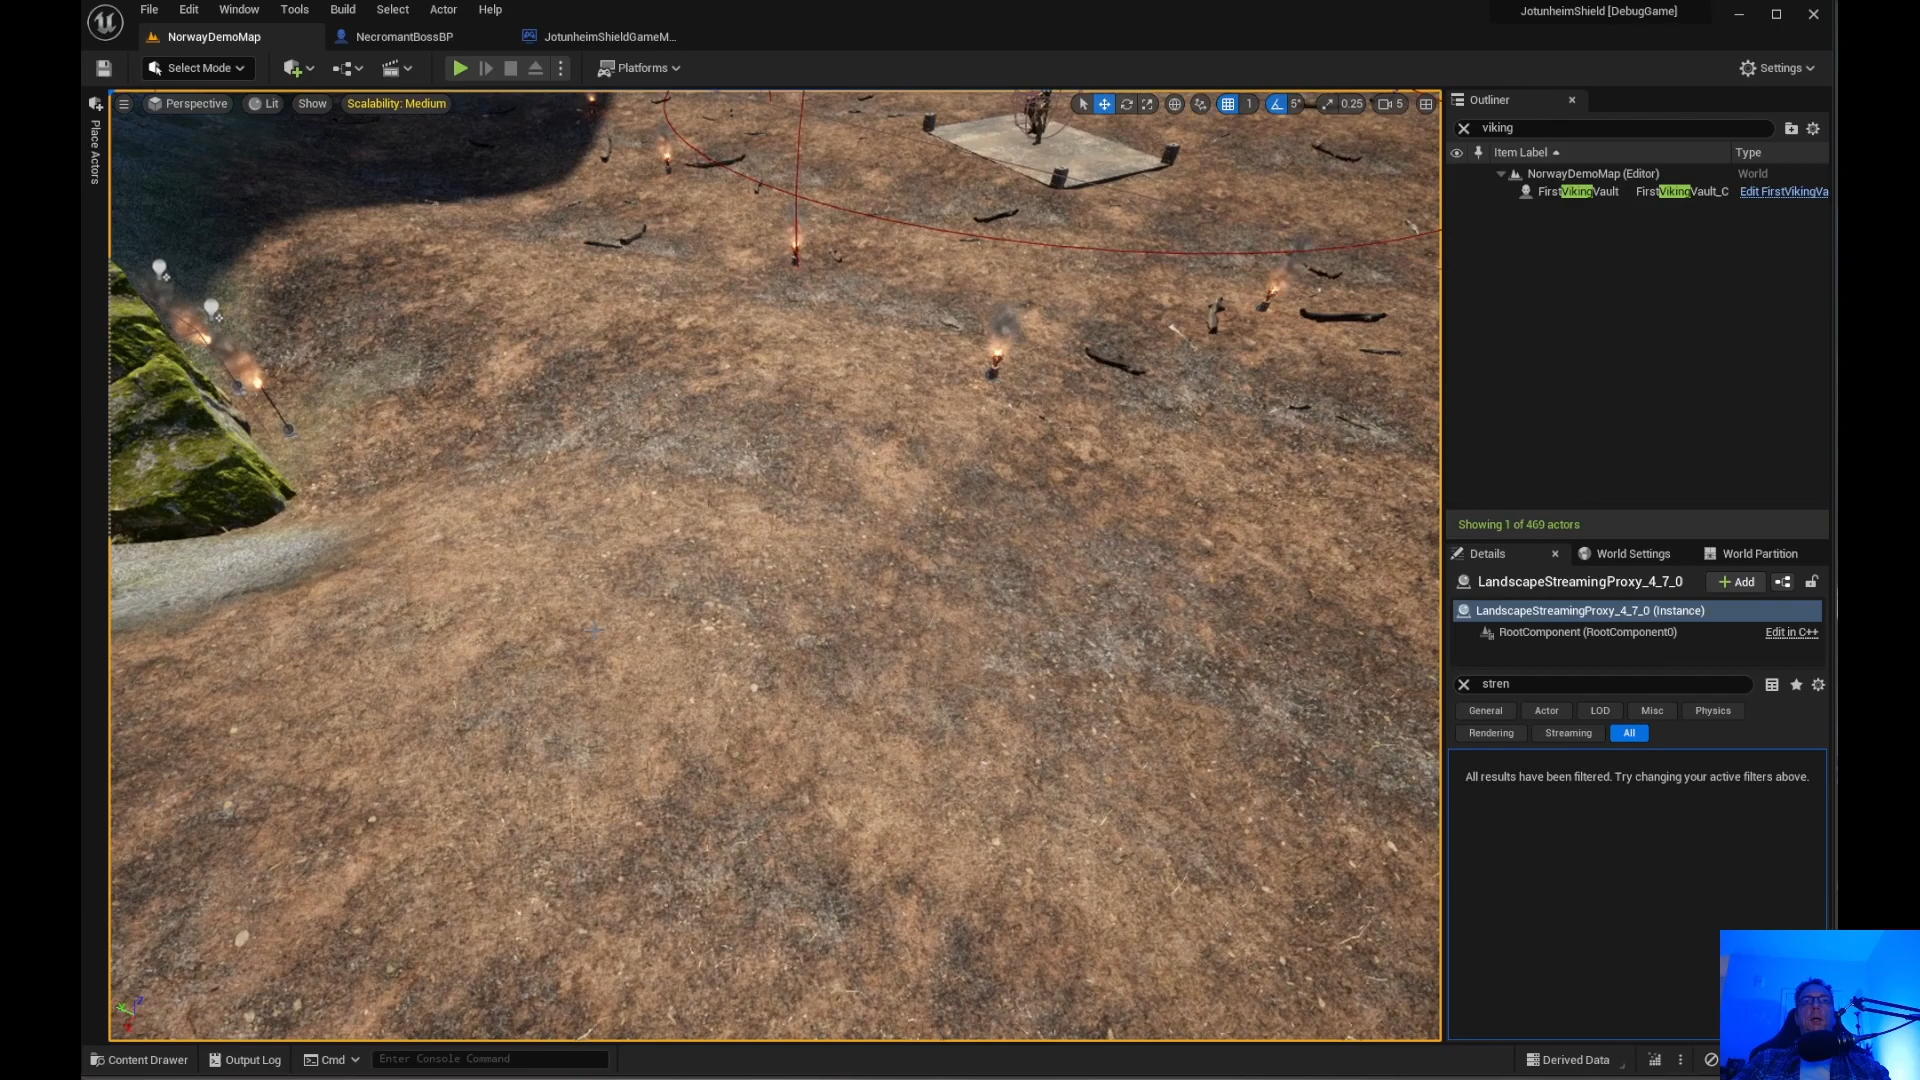 File Edit Window Tools Build Select Actor Help
JotunheimShield [DebugGame]
NorwayDemoMap
NecromantBossBP
JotunheimShieldGameM...
Select Mode
Platforms
Settings
Place Actors
Perspective
Lit
Show
Scalability: Medium
1
5°
0.25
5
Outliner
viking
Item Label
Type
NorwayDemoMap (Editor)
World
FirstVikingVault
FirstVikingVault_C
Edit FirstVikingVa
Showing 1 of 469 actors
Details
World Settings
World Partition
LandscapeStreamingProxy_4_7_0
Add
LandscapeStreamingProxy_4_7_0 (Instance)
RootComponent (RootComponent0)
Edit in C++
stren
General
Actor
LOD
Misc
Physics
Rendering
Streaming
All
All results have been filtered. Try changing your active filters above.
Content Drawer
Output Log
Cmd
Enter Console Command
Derived Data